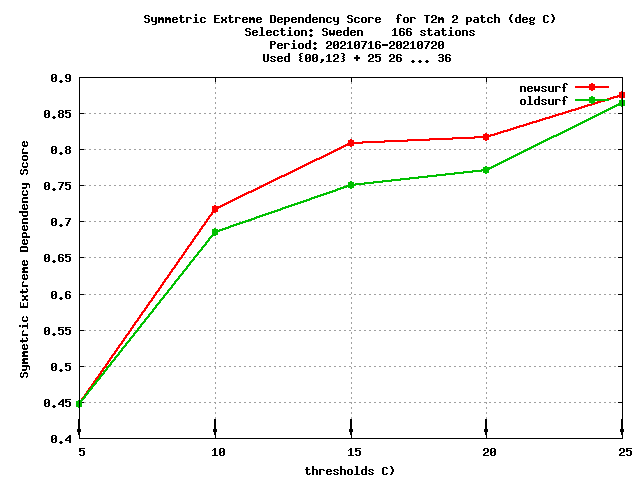 Symmetric Extreme Dependency Score  for T2m 2 patch (deg C)
Selection: Sweden    166 stations
Period: 20210716-20210720
Used {00,12} + 25 26 ... 36
newsurf
oldsurf
Symmetric Extreme Dependency Score
0.9
0.85
0.8
0.75
0.7
0.65
0.6
0.55
0.5
0.45
0.4
5 10 15 20 25
thresholds C)